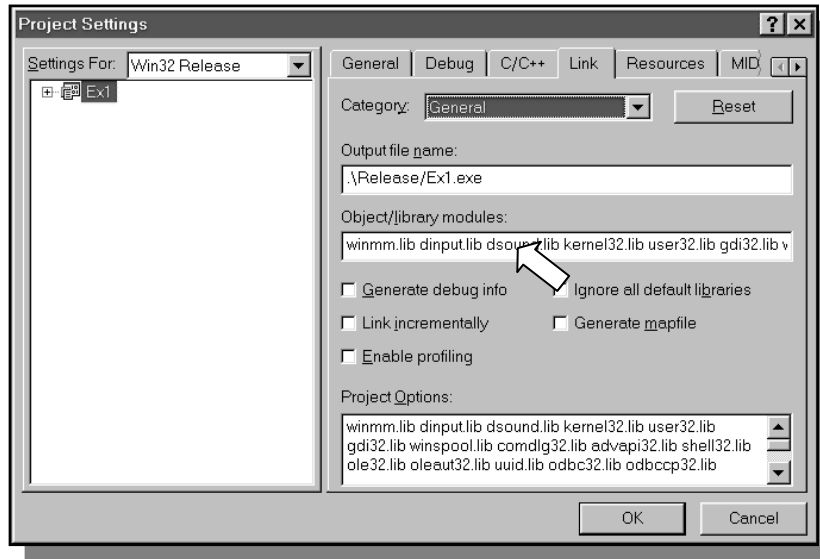 Project Settings
Settings For: Win32 Release
Ex1
General Debug C/C++ Link Resources
Category: General Reset
Output file name:
.\Release/Ex1.exe
Object/library modules:
winmm.lib dinput.lib kernel32.lib user32.lib gdi32.lib
Generate debug info Ignore all default libraries
Link incrementally Generate mapfile
Enable profiling
Project Options:
winmm.lib dinput.lib dsound.lib kernel32.lib user32.lib
gdi32.lib winspool.lib comdlg32.lib advapi32.lib shell32.lib
ole32.lib oleaut32.lib uuid.lib odbc32.lib odbccp32.lib
OK Cancel